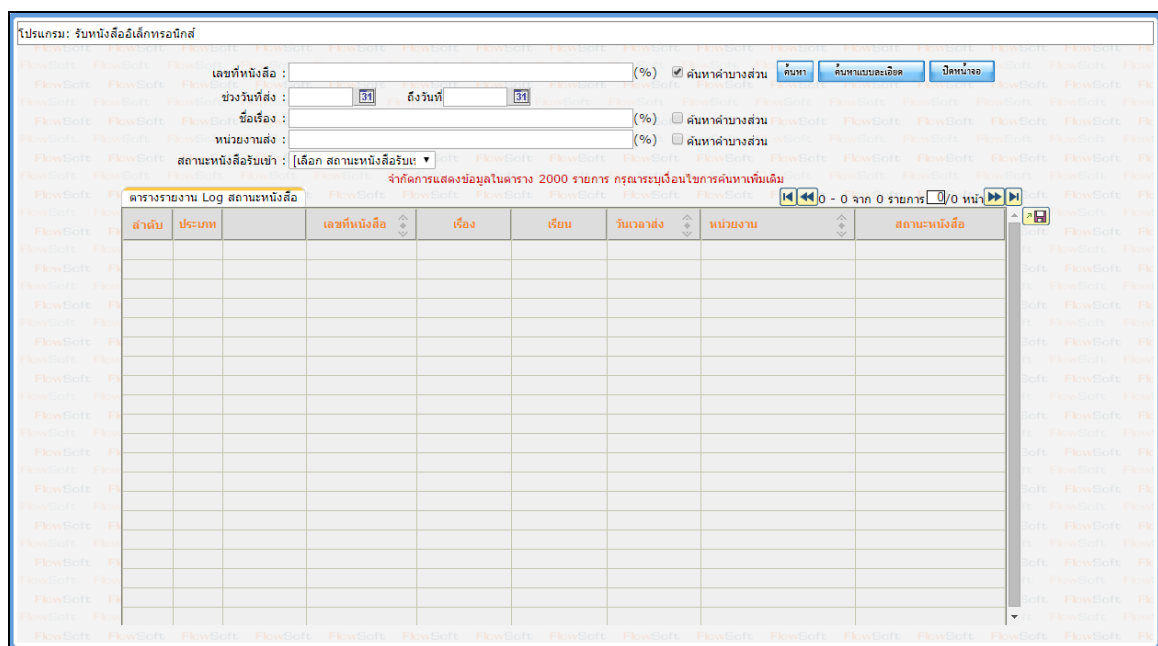 โปรแกรม: รับหนังสืออิเล็กทรอนิกส์
เลขที่หนังสือ : (%) ค้นหาคำบางส่วน ค้นหา ค้นหาแบบละเอียด ปิดหน้าจอ
ช่วงวันที่ส่ง : 31 ถึงวันที่ 31
ชื่อเรื่อง : (%) ค้นหาคำบางส่วน
หน่วยงานส่ง : (%) ค้นหาคำบางส่วน
สถานะหนังสือรับเข้า : [เลือก สถานะหนังสือรับเ
จำกัดการแสดงข้อมูลในตาราง 2000 รายการ กรุณาระบุเงื่อนไขการค้นหาเพิ่มเติม
ตารางรายงาน Log สถานะหนังสือ 0 - 0 จาก 0 รายการ 0/0 หน้า
ลำดับ ประเภท เลขที่หนังสือ เรื่อง เรียน วันเวลาส่ง หน่วยงาน สถานะหนังสือ